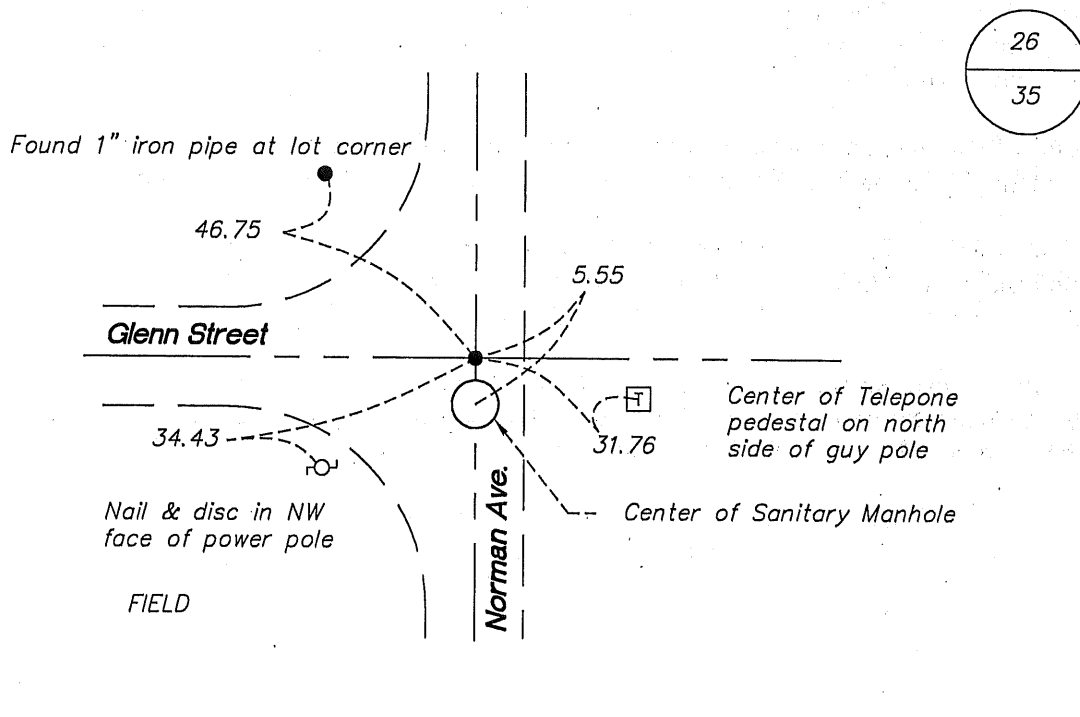 26
35
Found 1" iron pipe at lot corner
46.75
5.55
Glenn Street
T
Center of Telepone
pedestal on north
side of guy pole
34.43
31.76
Nail & disc in NW
face of power pole
Center of Sanitary Manhole
Norman Ave.
FIELD